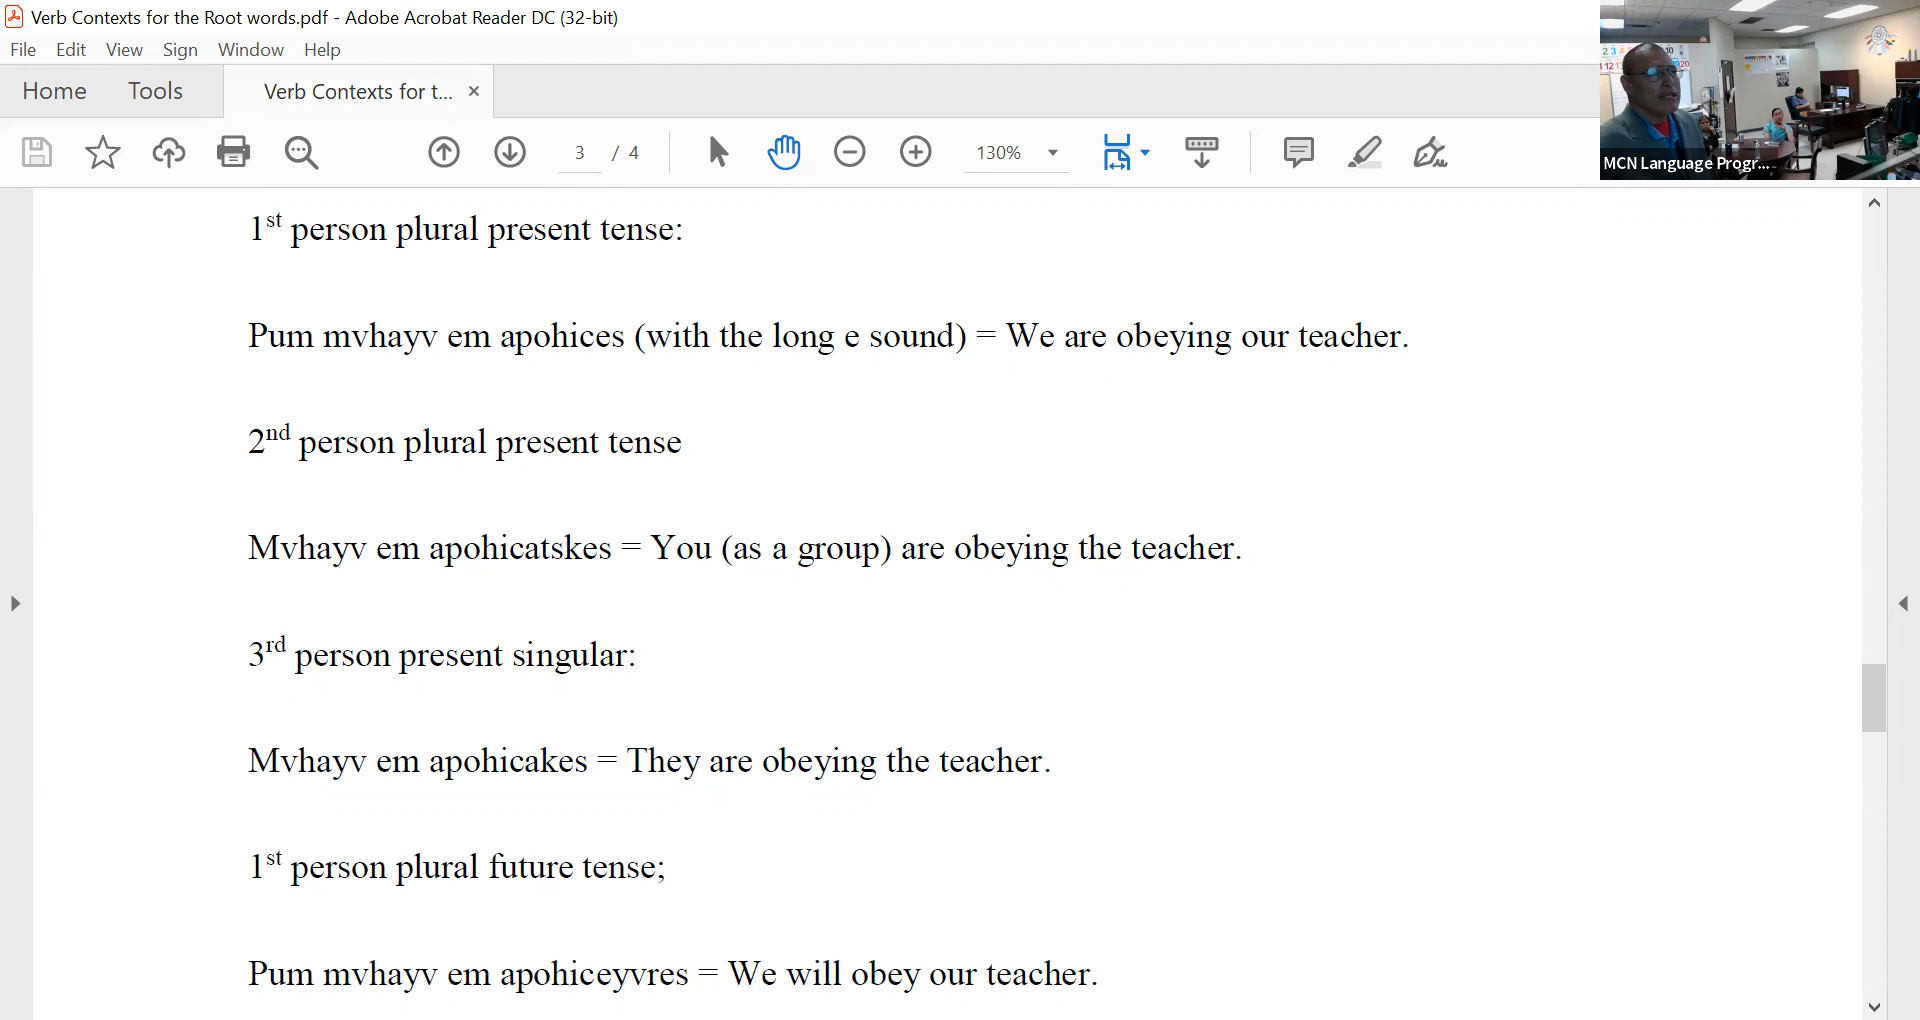 Verb Contexts for the Root words.pdf - Adobe Acrobat Reader DC (32-bit)
File Edit View Sign Window Help
Home Tools Verb Contexts for t... ×
3 / 4 130%
MCN Language Progr...
1st person plural present tense:
Pum mvhayv em apohices (with the long e sound) = We are obeying our teacher.
2nd person plural present tense
Mvhayv em apohicatskes = You (as a group) are obeying the teacher.
3rd person present singular:
Mvhayv em apohicakes = They are obeying the teacher.
1st person plural future tense;
Pum mvhayv em apohiceyvres = We will obey our teacher.